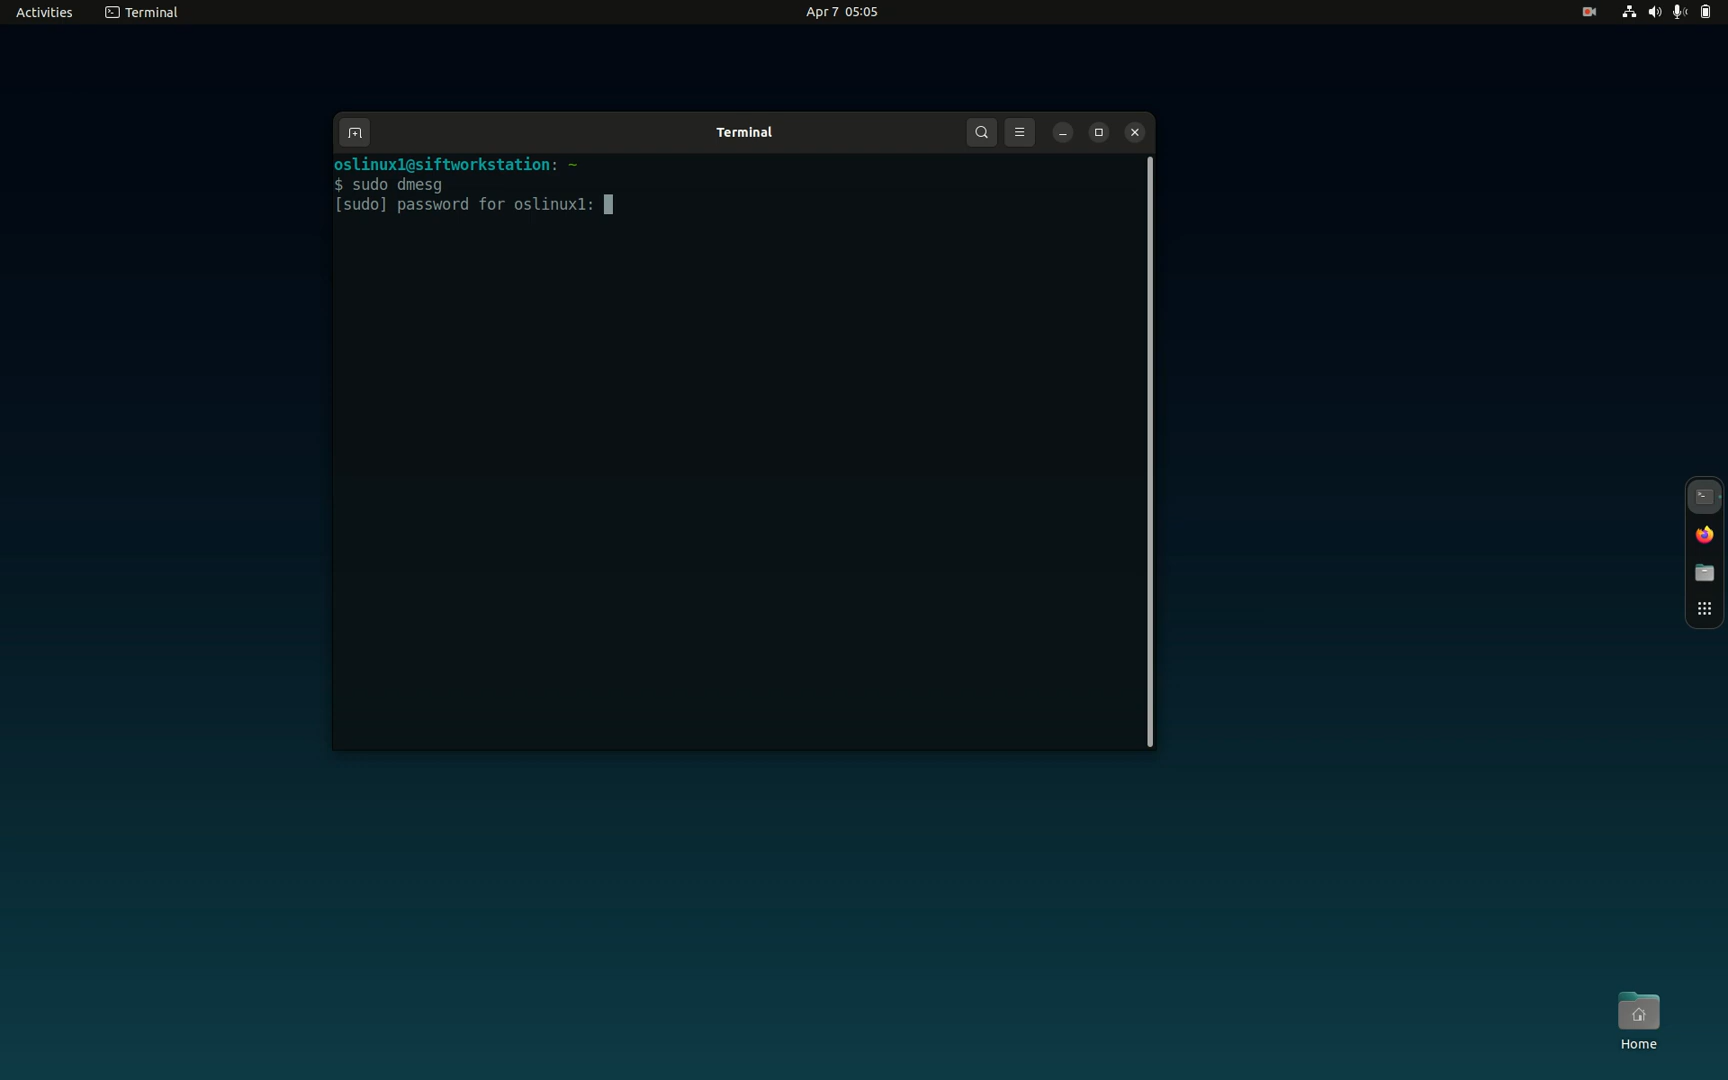 Activities
Terminal
Apr 7 05:05
Terminal
oslinux1@siftworkstation: ~
$ sudo dmesg
[sudo] password for oslinux1:
Home